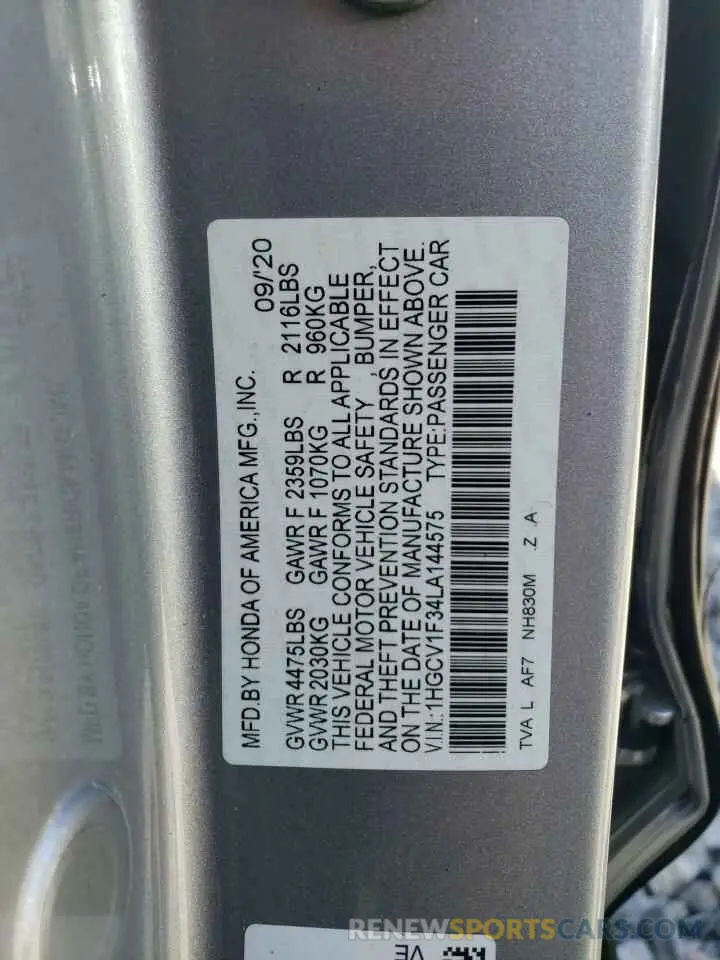 MFD.BY HONDA OF AMERICA MFG.,INC. 09/'20
GVWR 4475LBS GAWR F 2359LBS R 2116LBS
GVWR 2030KG GAWR F 1070KG R 960KG
THIS VEHICLE CONFORMS TO ALL APPLICABLE
FEDERAL MOTOR VEHICLE SAFETY , BUMPER,
AND THEFT PREVENTION STANDARDS IN EFFECT
ON THE DATE OF MANUFACTURE SHOWN ABOVE.
V.I.N.:1HGCV1F34LA144575 TYPE:PASSENGER CAR
TVA L AF7 NH830M .Z .A
VE
RENEWSPORTSCARS.COM